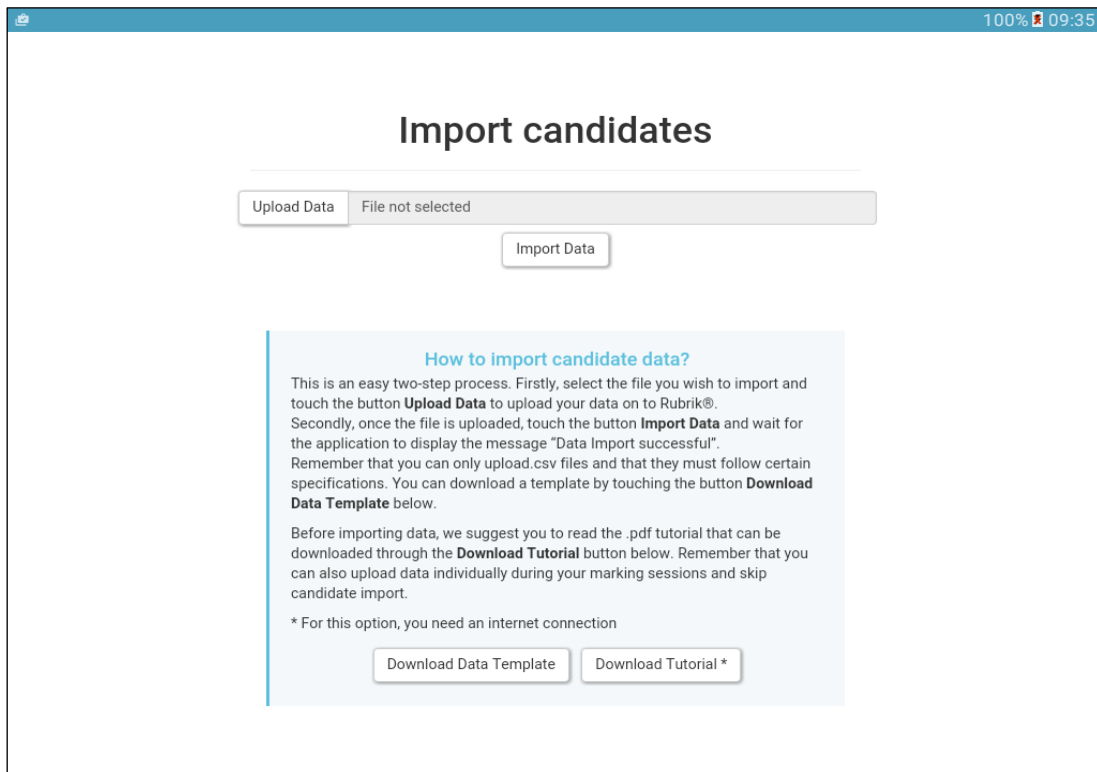 100% 09:35
Import candidates
Upload Data File not selected
Import Data
How to import candidate data?
This is an easy two-step process. Firstly, select the file you wish to import and
touch the button Upload Data to upload your data on to Rubrik®.
Secondly, once the file is uploaded, touch the button Import Data and wait for
the application to display the message “Data Import successful”.
Remember that you can only upload.csv files and that they must follow certain
specifications. You can download a template by touching the button Download
Data Template below.
Before importing data, we suggest you to read the .pdf tutorial that can be
downloaded through the Download Tutorial button below. Remember that you
can also upload data individually during your marking sessions and skip
candidate import.
* For this option, you need an internet connection
Download Data Template Download Tutorial *